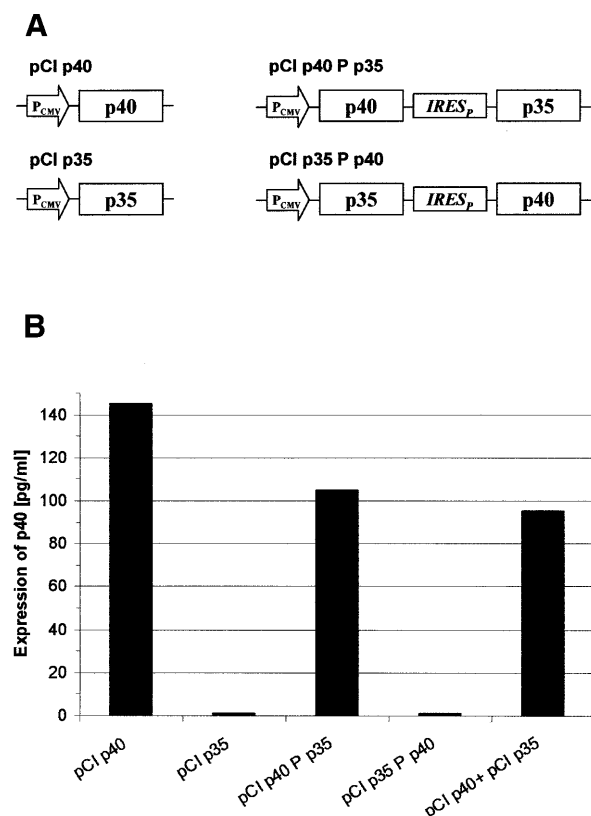 A
pCI p40
P CMV p40
pCI p40 P p35
P CMV p40 IRES P p35
pCI p35
P CMV p35
pCI p35 P p40
P CMV p35 IRES P p40
B
Expression of p40 [pg/ml]
140
120
100
80
60
40
20
0
pCI p40
pCI p35
pCI p40 P p35
pCI p35 P p40
pCI p40+ pCI p35